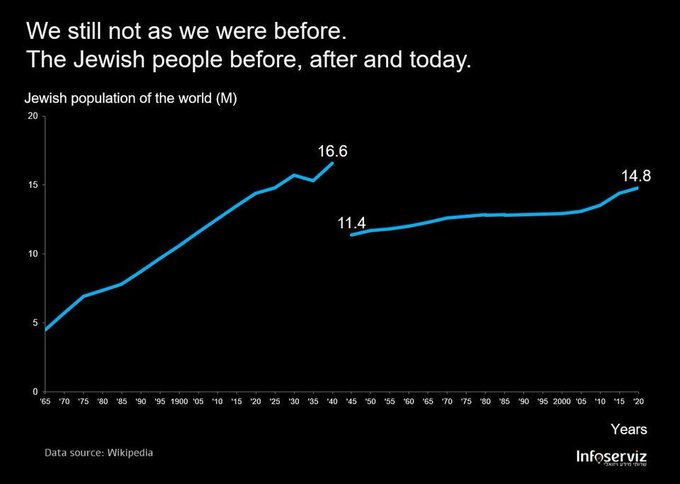 We still not as we were before.
The Jewish people before, after and today.
Jewish population of the world (M)
20
15
10
5
0
16.6
11.4
14.8
'65 '70 '75 '80 '85 '90 '95 1900 '05 '10 '15 '20 '25 '30 '35 '40 '45 '50 '55 '60 '65 '70 '75 '80 '85 '90 '95 2000 '05 '10 '15 '20
Years
Data source: Wikipedia
Infoserviz
שרותי מידע ויזואלי